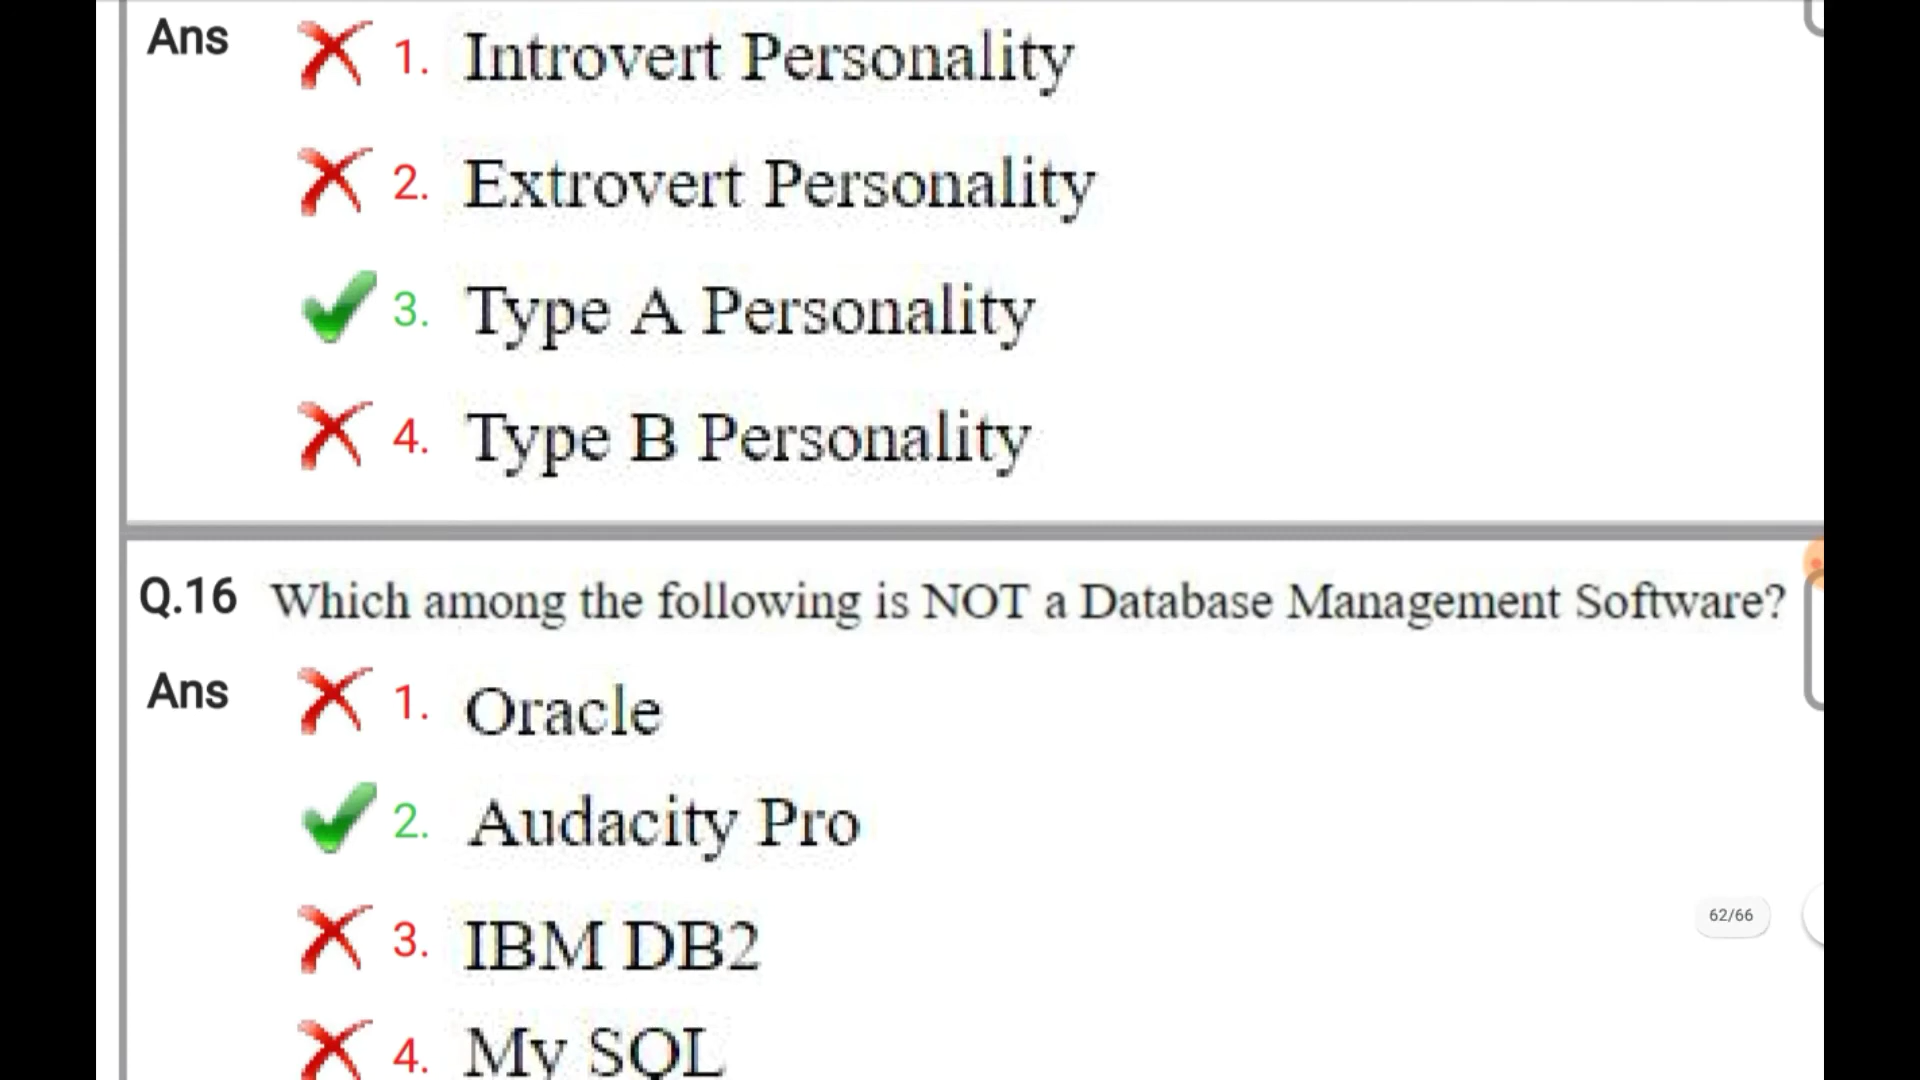 Ans 1. Introvert Personality
2. Extrovert Personality
3. Type A Personality
4. Type B Personality
Q.16 Which among the following is NOT a Database Management Software?
Ans 1. Oracle
2. Audacity Pro
3. IBM DB2
4. My SQL
62/66